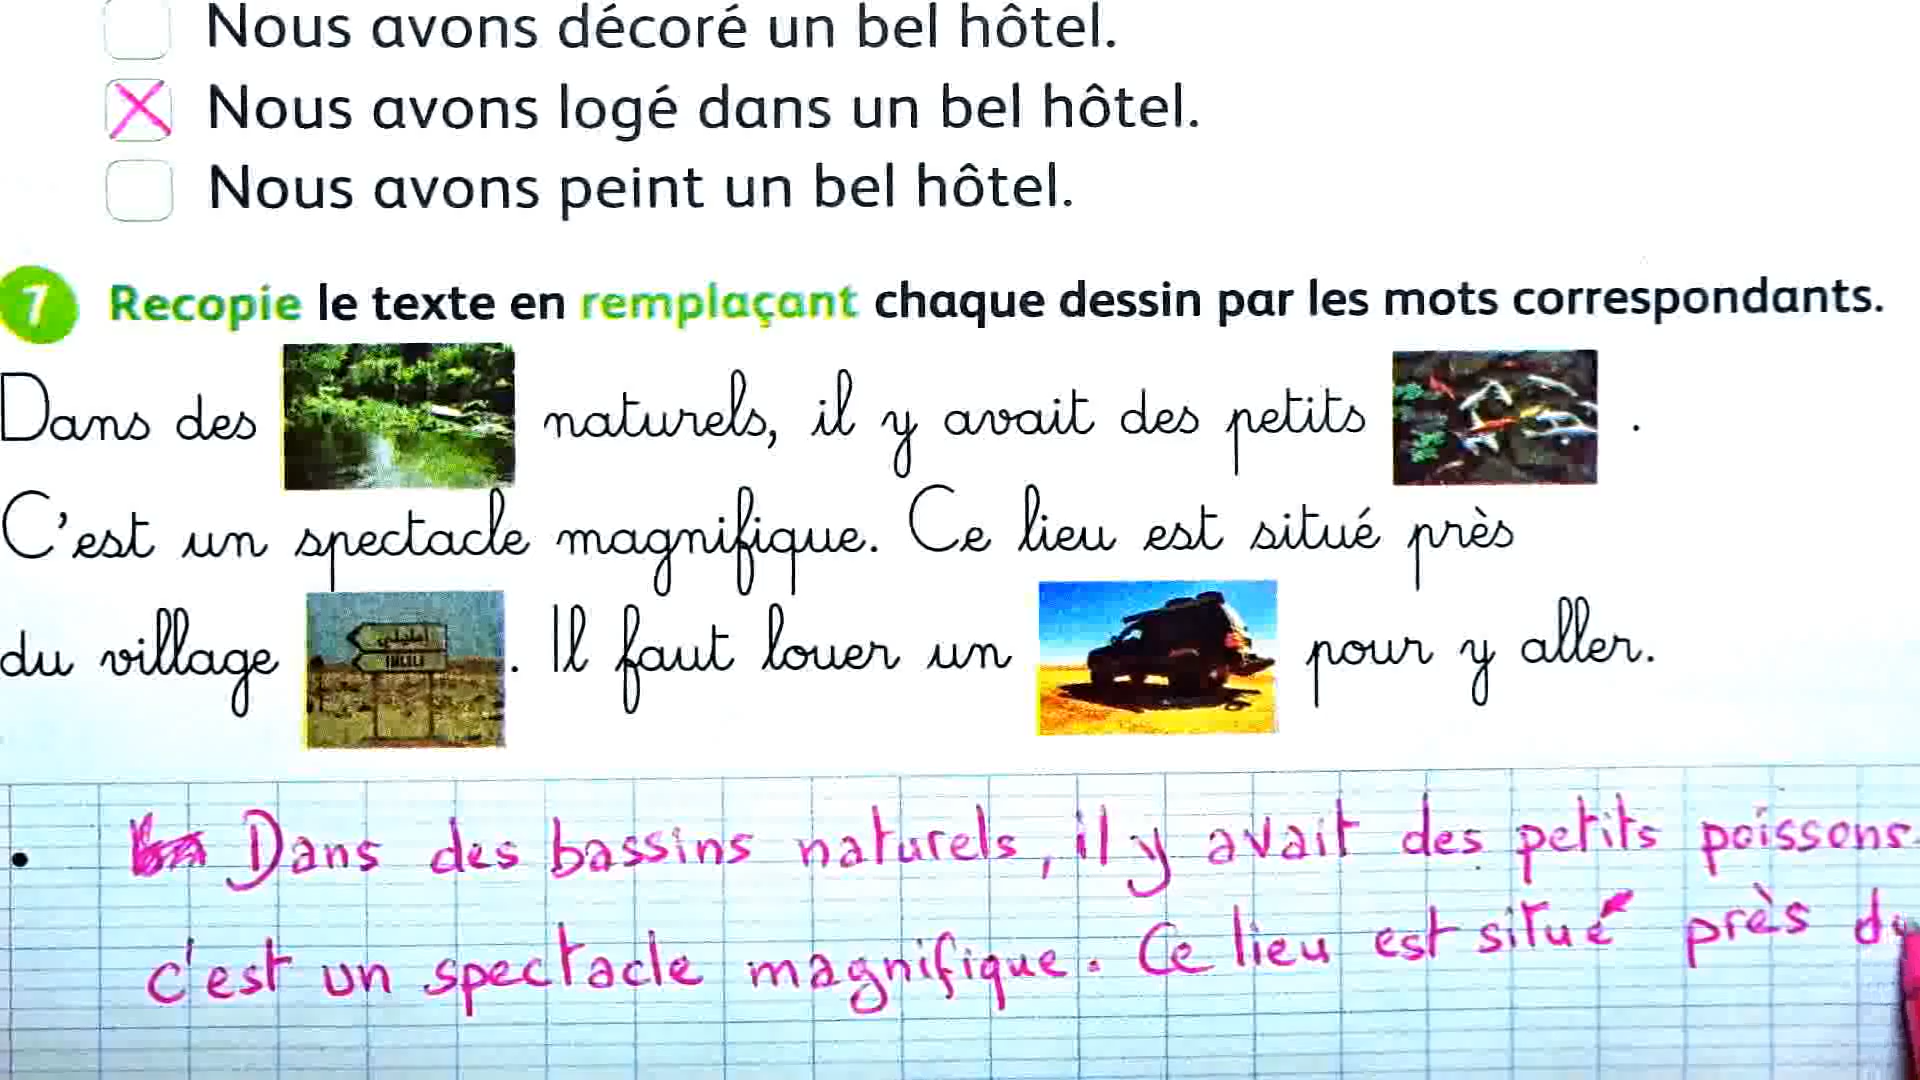 Nous avons décoré un bel hôtel.
Nous avons logé dans un bel hôtel.
Nous avons peint un bel hôtel.
7 Recopie le texte en remplaçant chaque dessin par les mots correspondants.
Dans des naturels, il y avait des petits .
C'est un spectacle magnifique. Ce lieu est situé près
du village . Il faut louer un pour y aller.
إمليلي
IMLILI
Dans des bassins naturels, il y avait des petits poissons.
c'est un spectacle magnifique. Ce lieu est situé près du